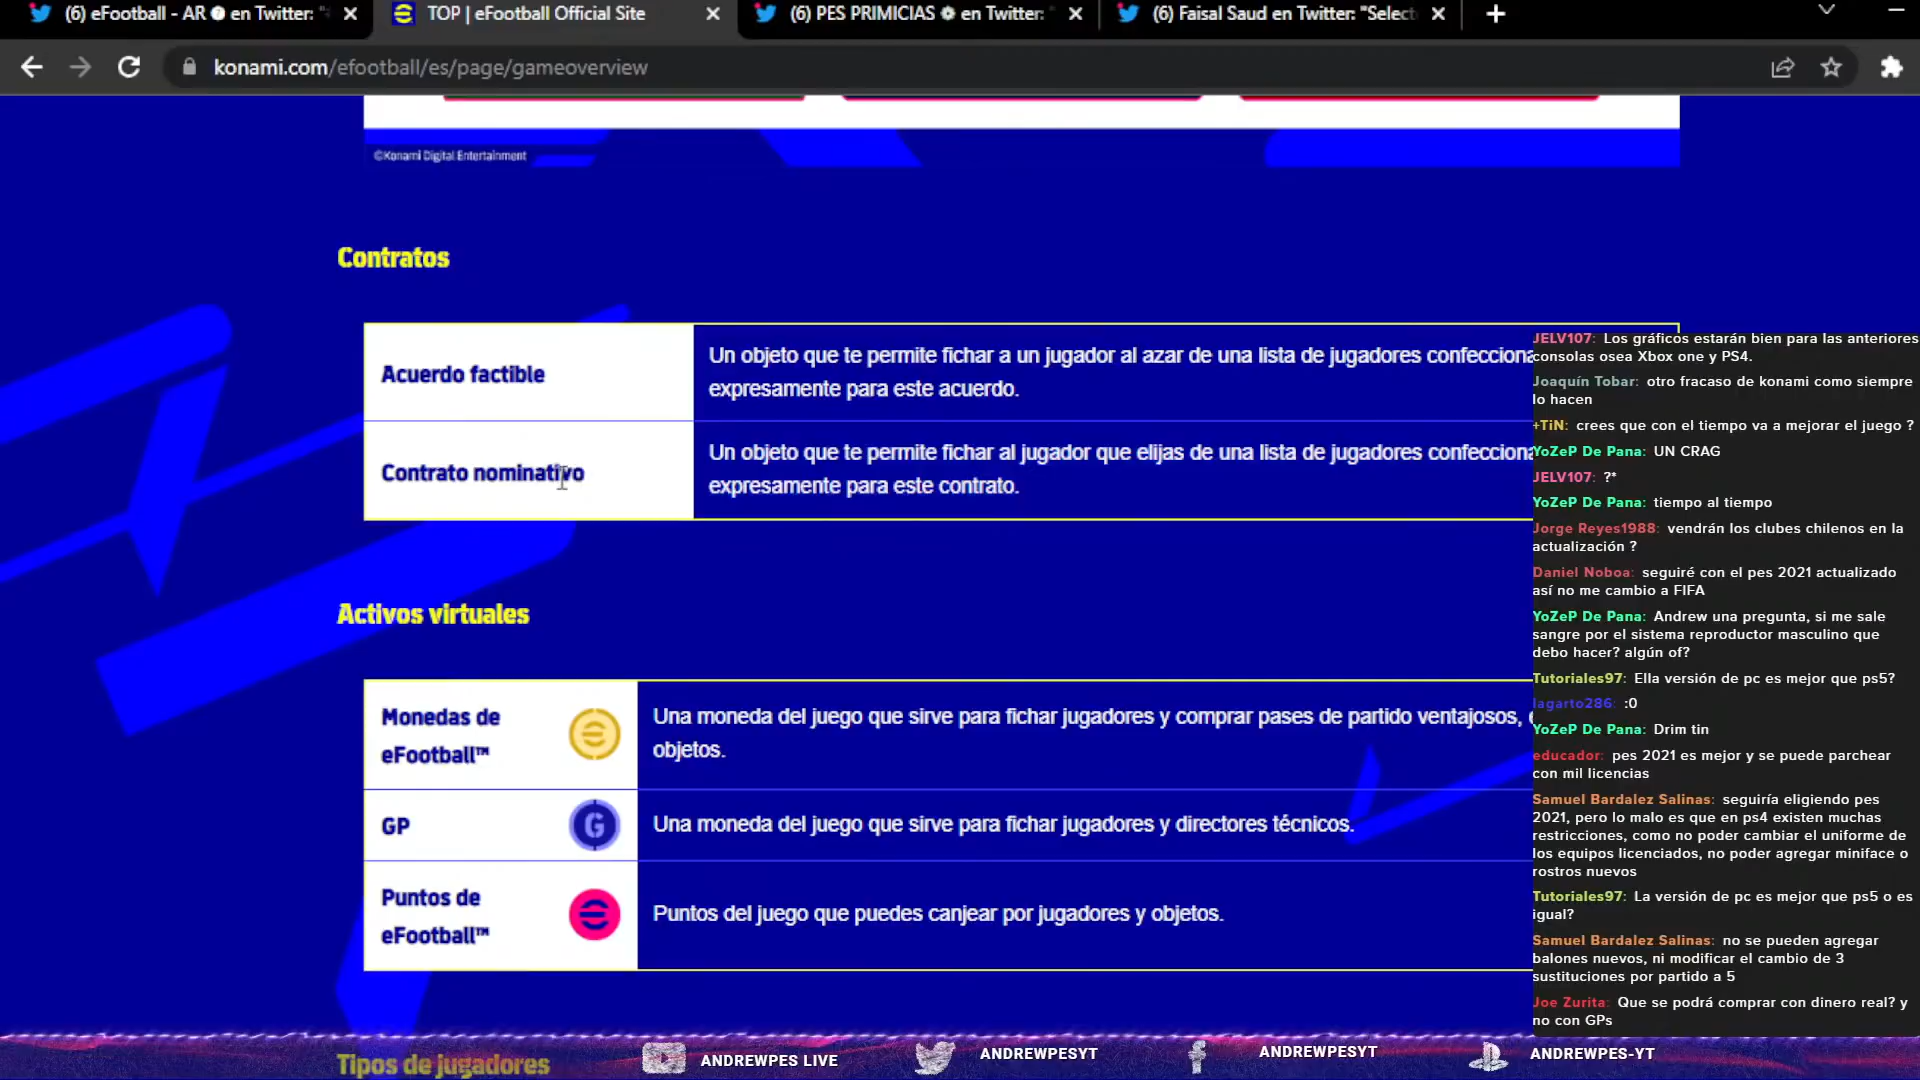 (6) eFootball - AR en Twitter: "
TOP | eFootball Official Site
(6) PES PRIMICIAS en Twitter: "
(6) Faisal Saud en Twitter: "Select
konami.com/efootball/es/page/gameoverview
©Konami Digital Entertainment
Contratos
Acuerdo factible
Un objeto que te permite fichar a un jugador al azar de una lista de jugadores confecciona
expresamente para este acuerdo.
Contrato nominativo
Un objeto que te permite fichar al jugador que elijas de una lista de jugadores confecciona
expresamente para este contrato.
Activos virtuales
Monedas de
eFootball™
Una moneda del juego que sirve para fichar jugadores y comprar pases de partido ventajosos,
objetos.
GP
G
Una moneda del juego que sirve para fichar jugadores y directores técnicos.
Puntos de
eFootball™
Puntos del juego que puedes canjear por jugadores y objetos.
Tipos de jugadores
JELV107: Los gráficos estarán bien para las anteriores
consolas osea Xbox one y PS4.
Joaquín Tobar: otro fracaso de konami como siempre
lo hacen
+TiN: crees que con el tiempo va a mejorar el juego ?
YoZeP De Pana: UN CRAG
JELV107: ?*
YoZeP De Pana: tiempo al tiempo
Jorge Reyes1988: vendrán los clubes chilenos en la
actualización ?
Daniel Noboa: seguiré con el pes 2021 actualizado
así no me cambio a FIFA
YoZeP De Pana: Andrew una pregunta, si me sale
sangre por el sistema reproductor masculino que
debo hacer? algún of?
Tutoriales97: Ella versión de pc es mejor que ps5?
lagarto286: :0
YoZeP De Pana: Drim tin
educador: pes 2021 es mejor y se puede parchear
con mil licencias
Samuel Bardalez Salinas: seguiría eligiendo pes
2021, pero lo malo es que en ps4 existen muchas
restricciones, como no poder cambiar el uniforme de
los equipos licenciados, no poder agregar miniface o
rostros nuevos
Tutoriales97: La versión de pc es mejor que ps5 o es
igual?
Samuel Bardalez Salinas: no se pueden agregar
balones nuevos, ni modificar el cambio de 3
sustituciones por partido a 5
Joe Zurita: Que se podrá comprar con dinero real? y
no con GPs
ANDREWPES LIVE
ANDREWPESYT
ANDREWPESYT
ANDREWPES-YT